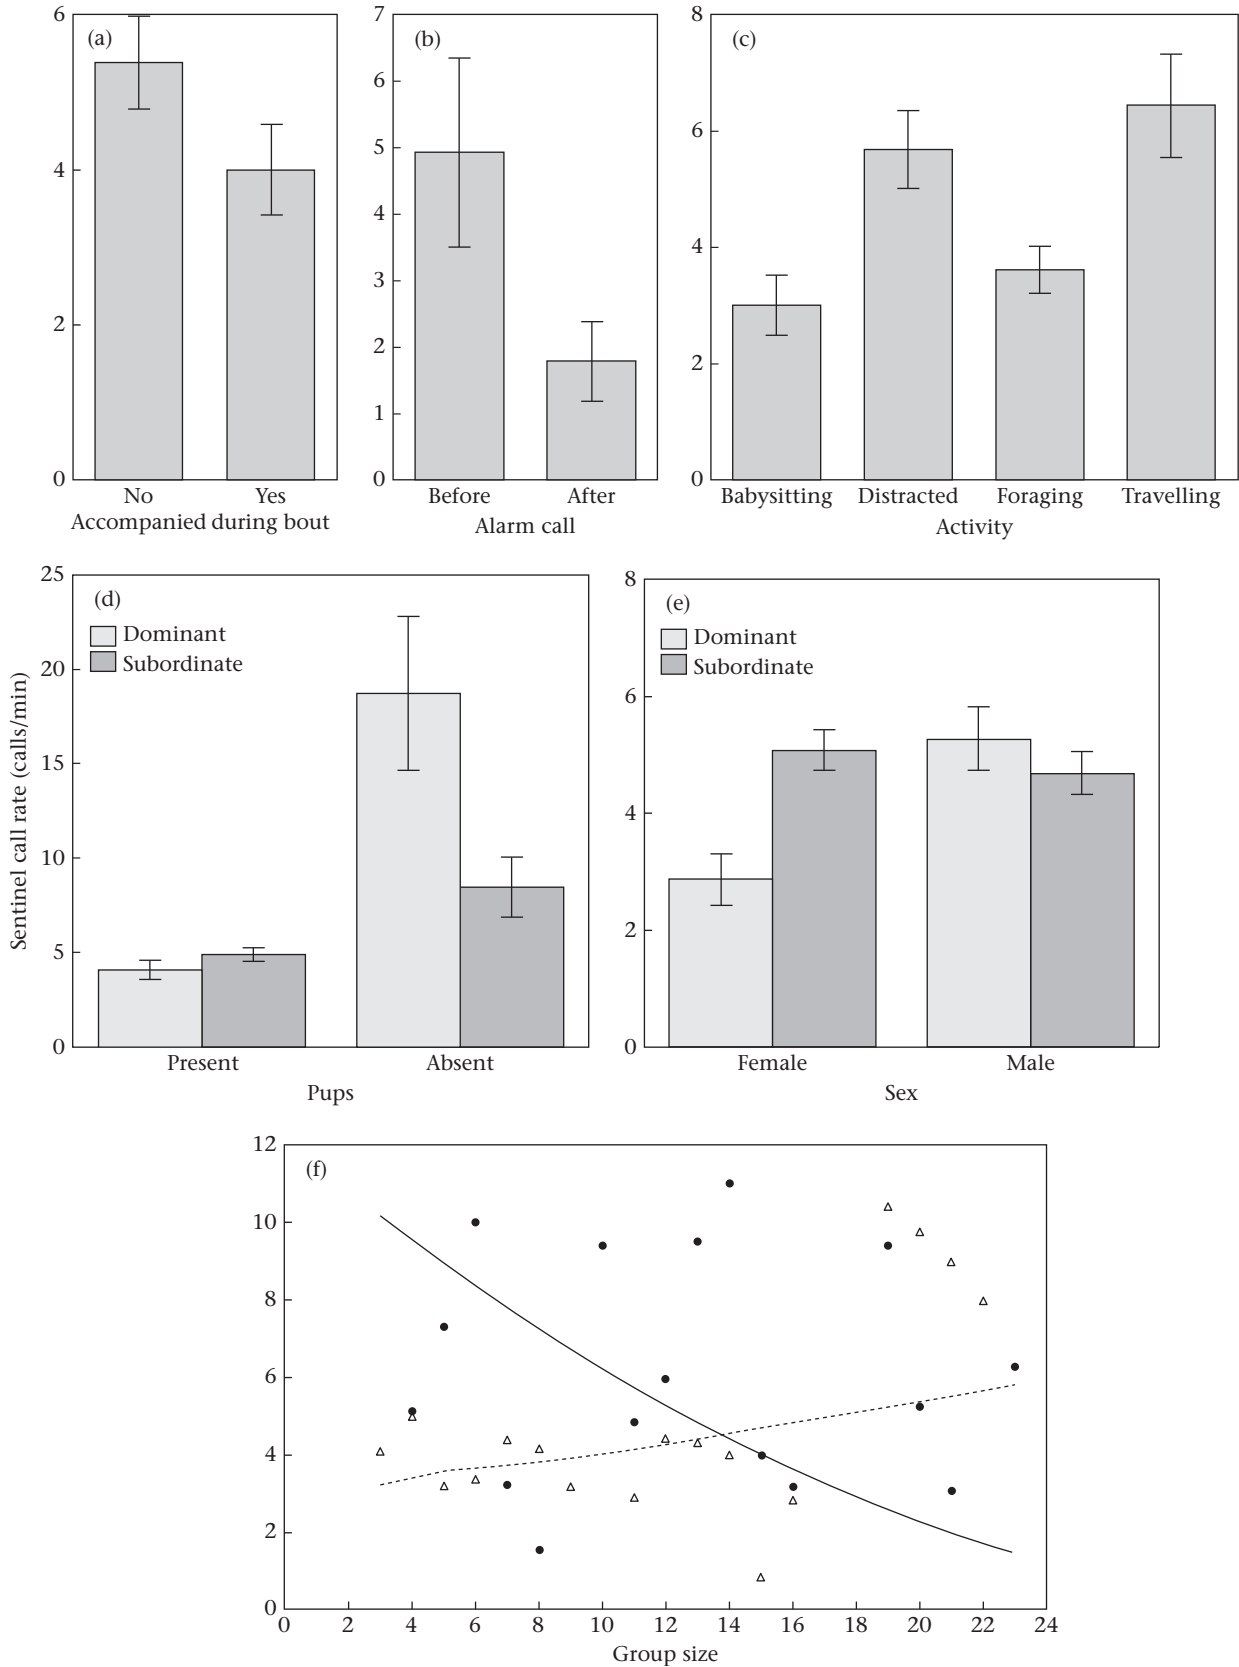 (a)
6
4
2
0
No Yes
Accompanied during bout
(b)
7
6
5
4
3
2
1
0
Before After
Alarm call
(c)
8
6
4
2
0
Babysitting Distracted Foraging Travelling
Activity
Sentinel call rate (calls/min)
(d)
Dominant
Subordinate
25
20
15
10
5
0
Present Absent
Pups
(e)
Dominant
Subordinate
8
6
4
2
0
Female Male
Sex
(f)
12
10
8
6
4
2
0
0 2 4 6 8 10 12 14 16 18 20 22 24
Group size